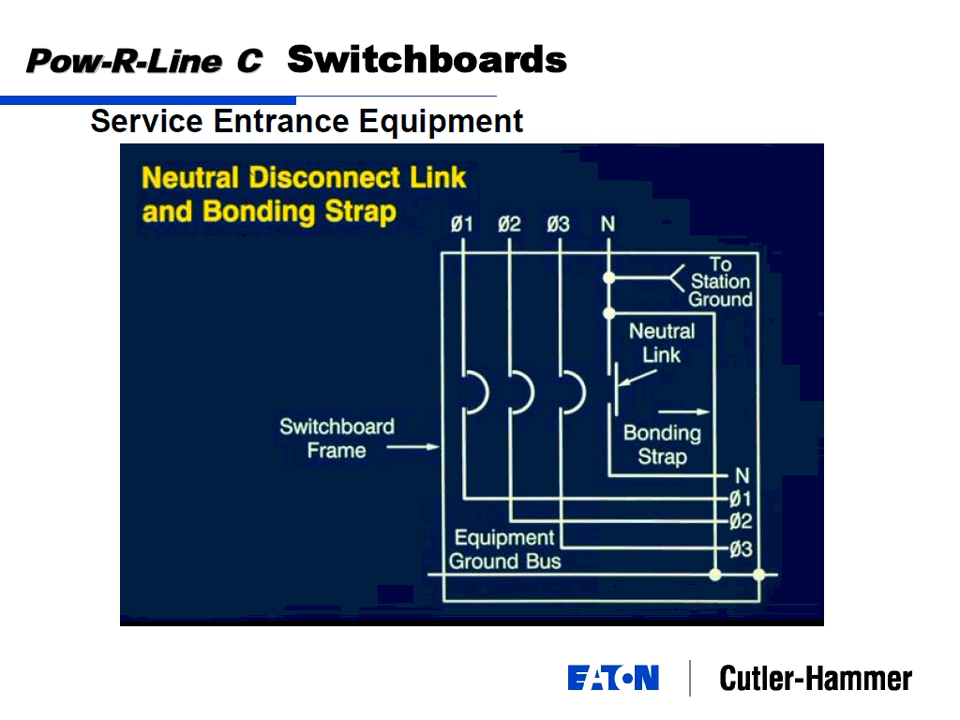 Pow-R-Line C Switchboards
Service Entrance Equipment
Neutral Disconnect Link
and Bonding Strap
Ø1 Ø2 Ø3 N
To
Station
Ground
Neutral
Link
Switchboard
Frame
Bonding
Strap
N
Ø1
Ø2
Ø3
Equipment
Ground Bus
EATON Cutler-Hammer